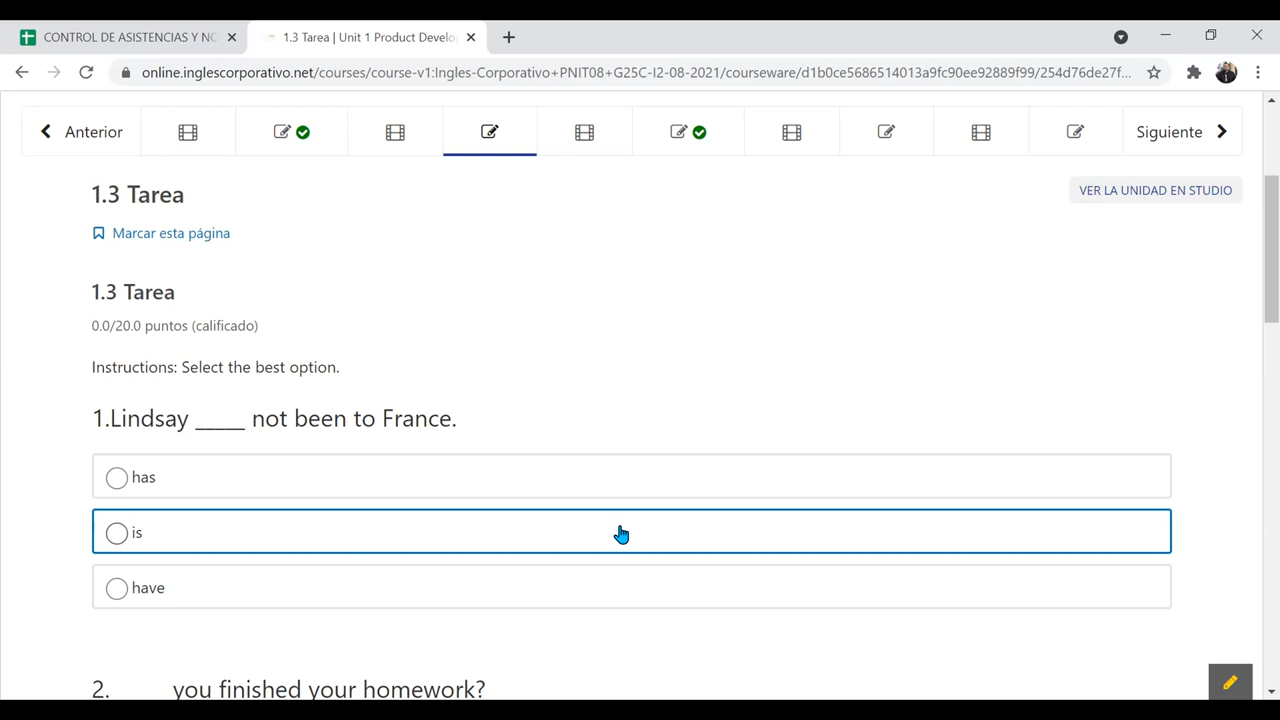 CONTROL DE ASISTENCIAS Y NO
1.3 Tarea | Unit 1 Product Develo
online.inglescorporativo.net/courses/course-v1:Ingles-Corporativo+PNIT08+G25C-I2-08-2021/courseware/d1b0ce5686514013a9fc90ee92889f99/254d76de27f...
Anterior
Siguiente
1.3 Tarea
VER LA UNIDAD EN STUDIO
Marcar esta página
1.3 Tarea
0.0/20.0 puntos (calificado)
Instructions: Select the best option.
1.Lindsay _____ not been to France.
has
is
have
2. _____ you finished your homework?